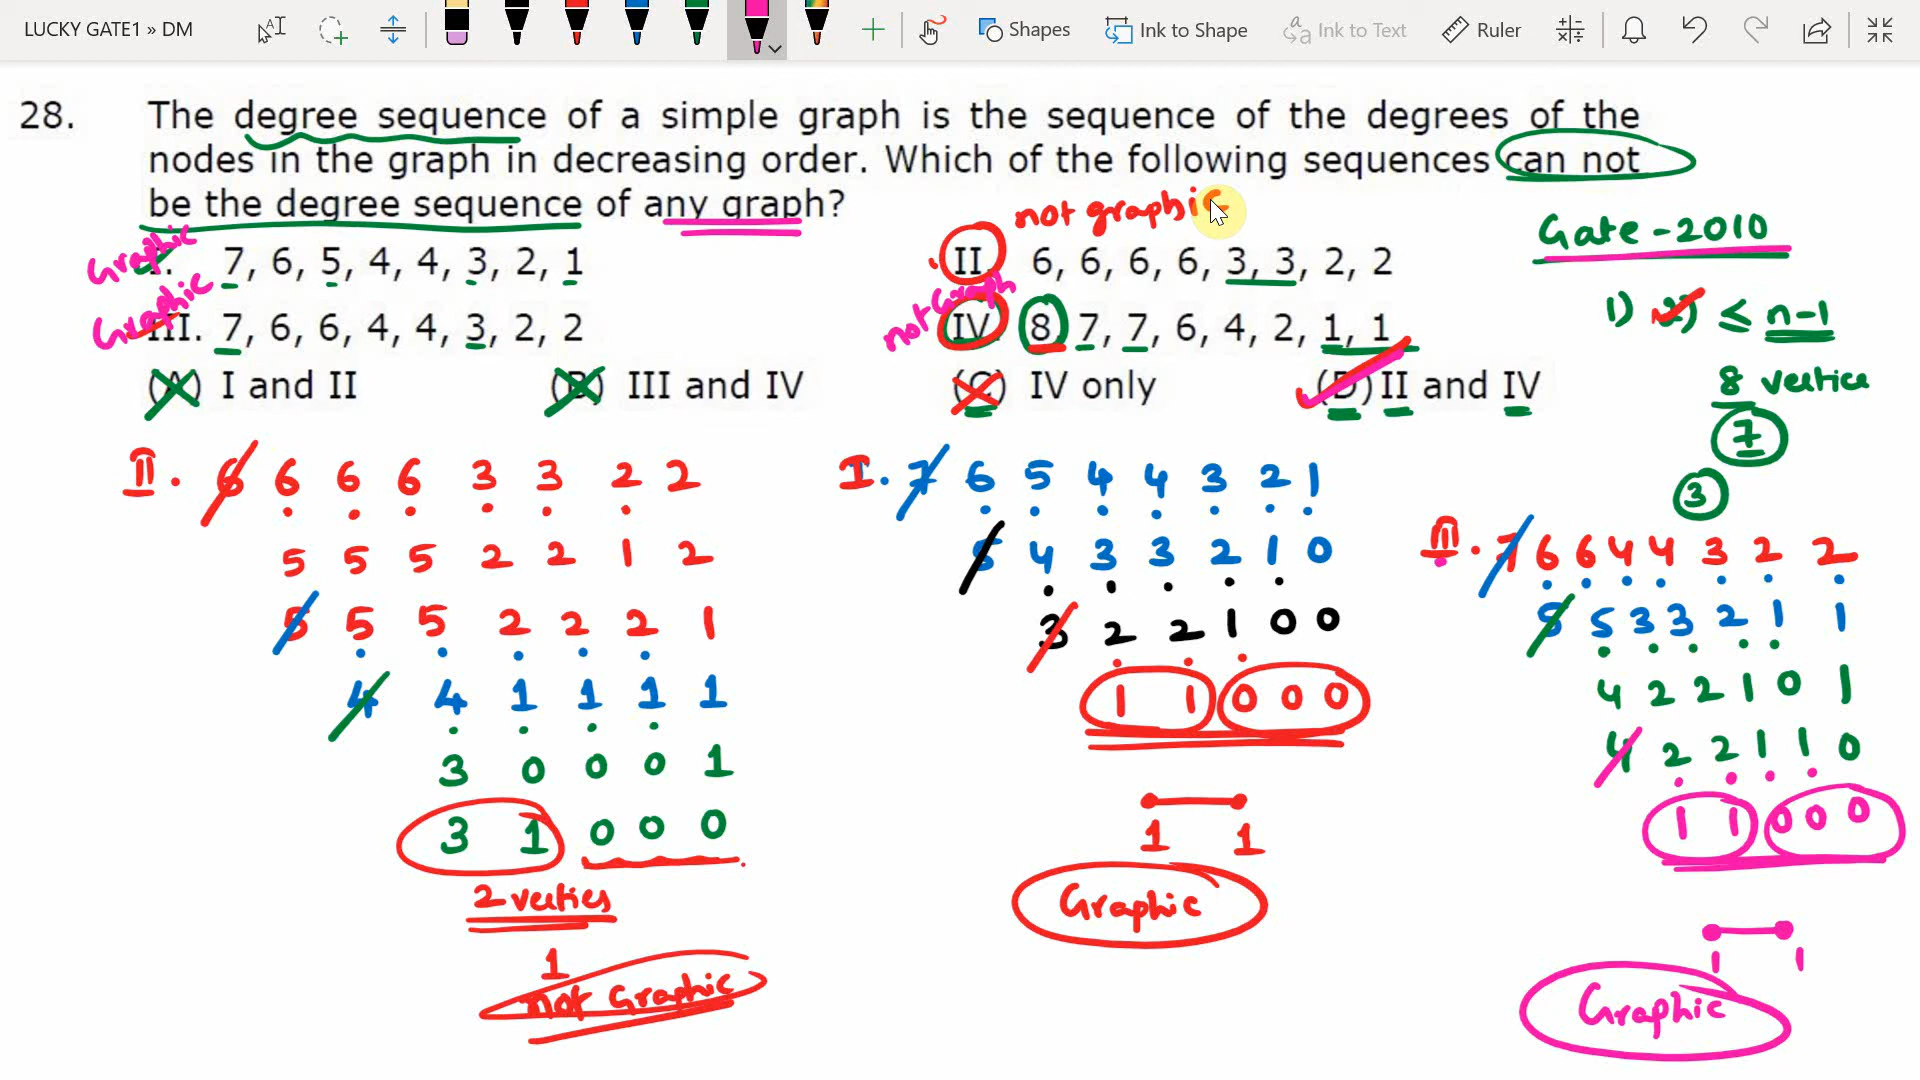 LUCKY GATE1 » DM
Shapes
Ink to Shape
Ink to Text
Ruler
28. The degree sequence of a simple graph is the sequence of the degrees of the
nodes in the graph in decreasing order. Which of the following sequences can not
be the degree sequence of any graph?
not graphic
Gate - 2010
Graphic
I. 7, 6, 5, 4, 4, 3, 2, 1
II. 6, 6, 6, 6, 3, 3, 2, 2
Graphic
III. 7, 6, 6, 4, 4, 3, 2, 2
not Graph
IV. 8, 7, 7, 6, 4, 2, 1, 1
1) ≤ n-1
(A) I and II
(B) III and IV
(C) IV only
(D) II and IV
8 vertices
7
3
II. 6 6 6 6 3 3 2 2
5 5 5 2 2 1 2
5 5 5 2 2 2 1
4 4 1 1 1 1
3 0 0 0 1
3 1 0 0 0
2 verties
1
not Graphic
I. 7 6 5 4 4 3 2 1
5 4 3 3 2 1 0
3 2 2 1 0 0
1 1 0 0 0
1 1
Graphic
III. 7 6 6 4 4 3 2 2
5 5 3 3 2 1 1
4 2 2 1 0 1
4 2 2 1 1 0
1 1 0 0 0
1 1
Graphic